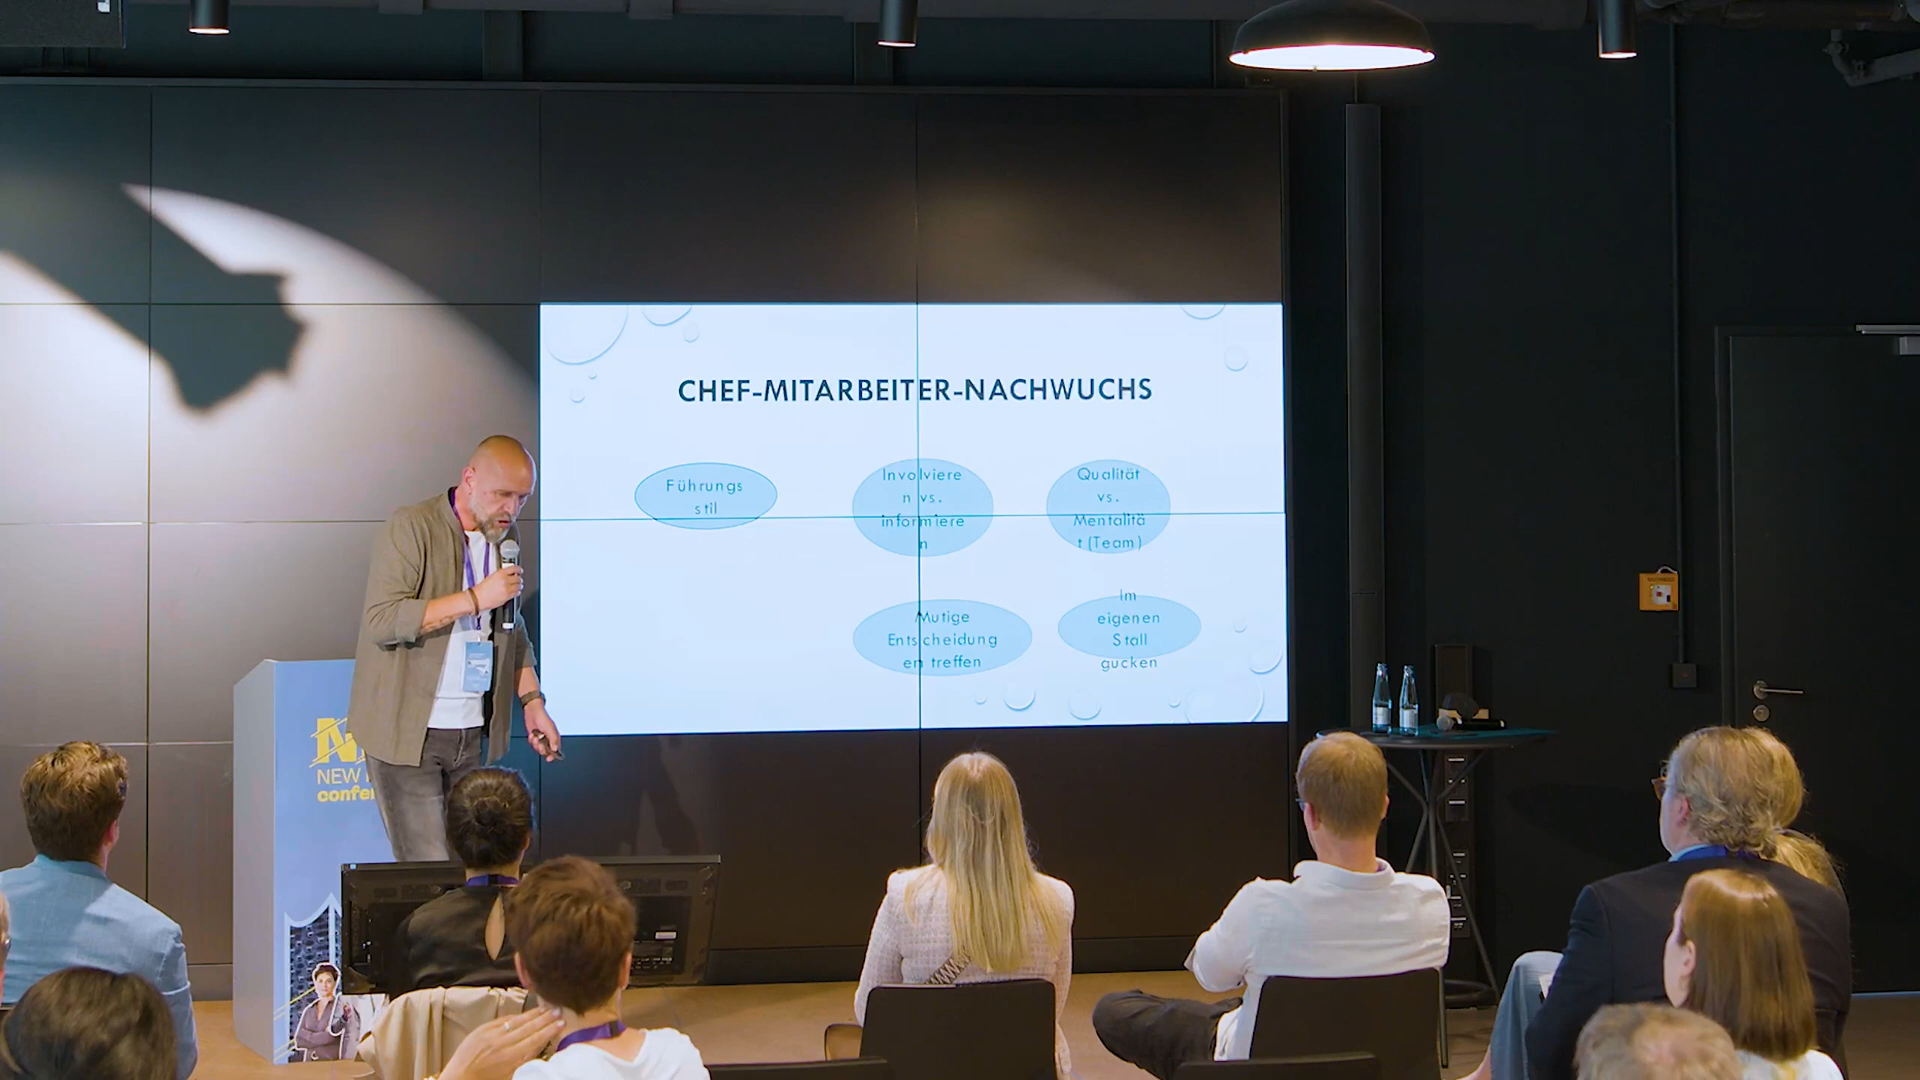 CHEF-MITARBEITER-NACHWUCHS
Führungs
stil
Involviere
n vs.
informiere
n
Qualität
vs.
Mentalitä
t (Team)
Mutige
Entscheidung
en treffen
Im
eigenen
Stall
gucken
NEW
confe